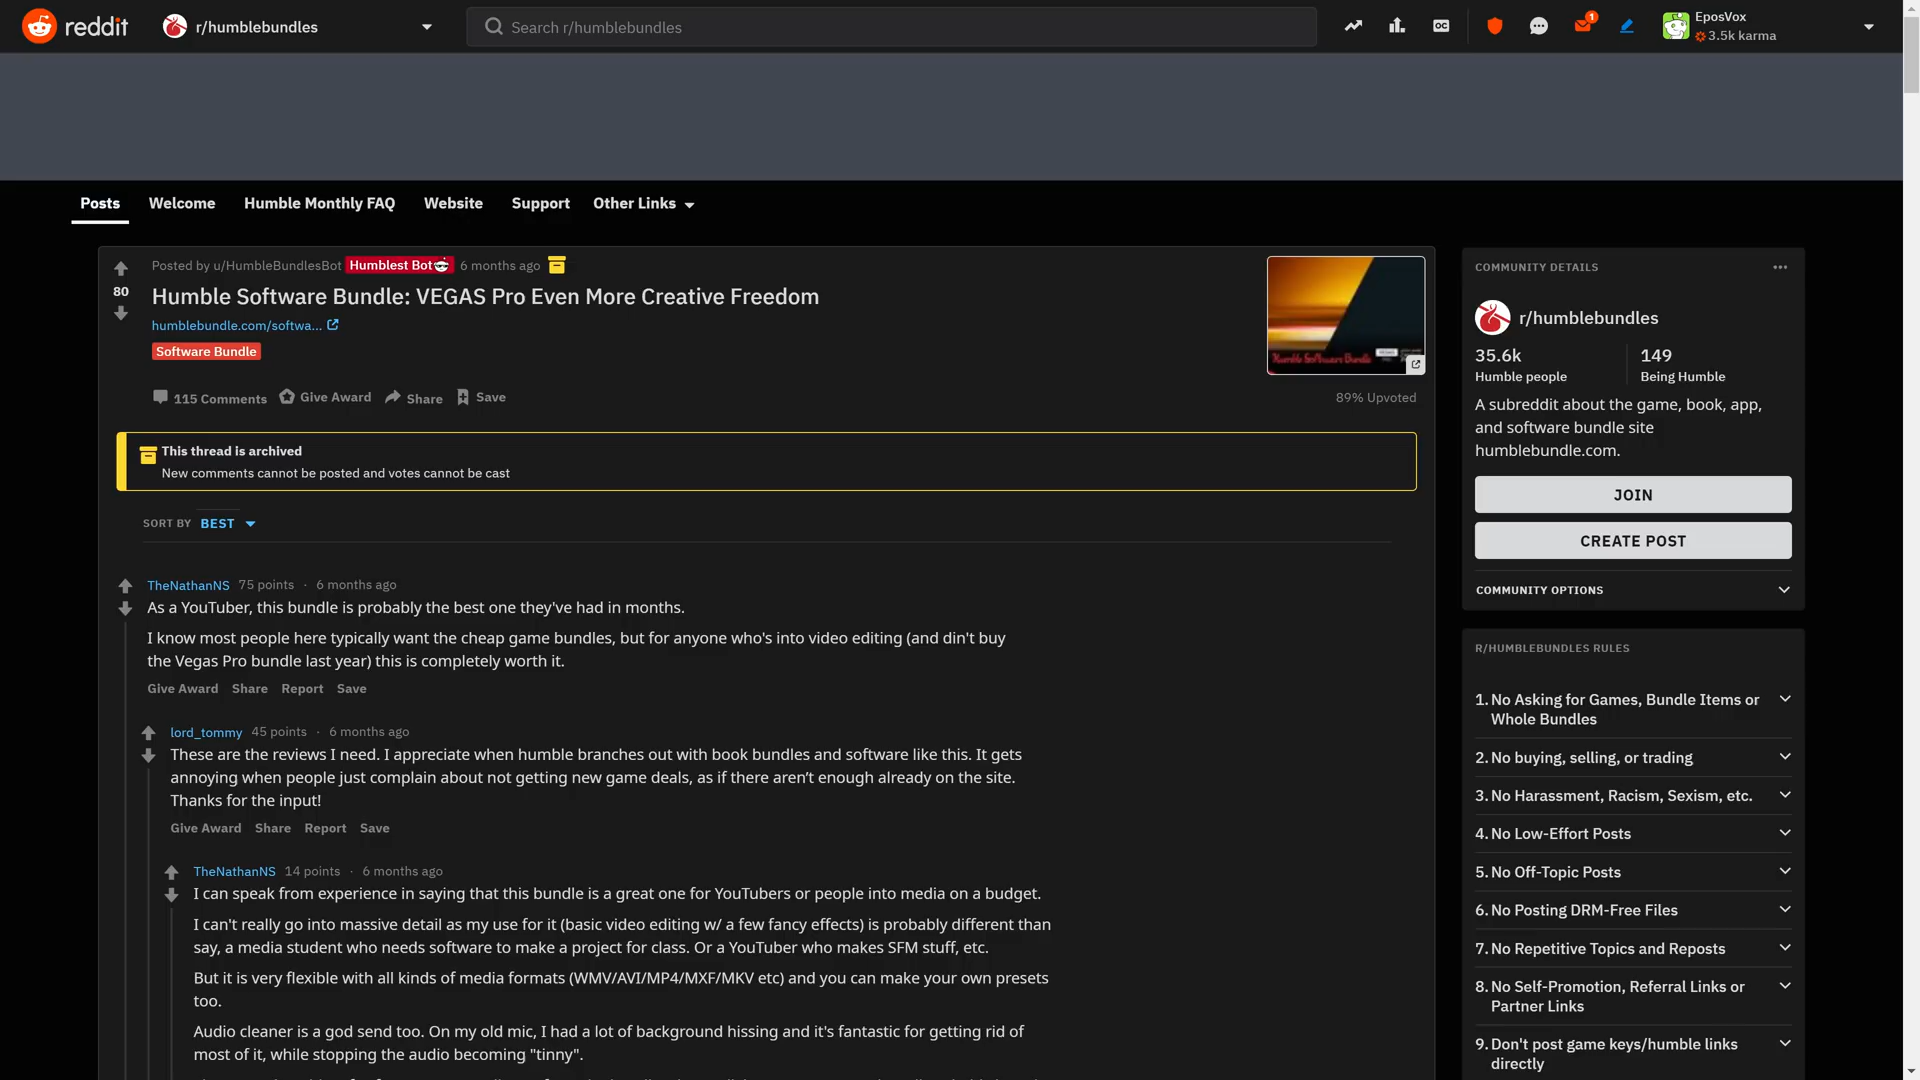 reddit
r/humblebundles
Search r/humblebundles
1
EposVox
3.5k karma
Posts
Welcome
Humble Monthly FAQ
Website
Support
Other Links
Posted by u/HumbleBundlesBot Humblest Bot 6 months ago
80
Humble Software Bundle: VEGAS Pro Even More Creative Freedom
humblebundle.com/softwa...
Software Bundle
Humble Software Bundle
115 Comments
Give Award
Share
Save
89% Upvoted
This thread is archived
New comments cannot be posted and votes cannot be cast
SORT BY BEST
TheNathanNS 75 points · 6 months ago
As a YouTuber, this bundle is probably the best one they've had in months.
I know most people here typically want the cheap game bundles, but for anyone who's into video editing (and din't buy
the Vegas Pro bundle last year) this is completely worth it.
Give Award Share Report Save
lord_tommy 45 points · 6 months ago
These are the reviews I need. I appreciate when humble branches out with book bundles and software like this. It gets
annoying when people just complain about not getting new game deals, as if there aren’t enough already on the site.
Thanks for the input!
Give Award Share Report Save
TheNathanNS 14 points · 6 months ago
I can speak from experience in saying that this bundle is a great one for YouTubers or people into media on a budget.
I can't really go into massive detail as my use for it (basic video editing w/ a few fancy effects) is probably different than
say, a media student who needs software to make a project for class. Or a YouTuber who makes SFM stuff, etc.
But it is very flexible with all kinds of media formats (WMV/AVI/MP4/MXF/MKV etc) and you can make your own presets
too.
Audio cleaner is a god send too. On my old mic, I had a lot of background hissing and it's fantastic for getting rid of
most of it, while stopping the audio becoming "tinny".
COMMUNITY DETAILS
r/humblebundles
35.6k
Humble people
149
Being Humble
A subreddit about the game, book, app,
and software bundle site
humblebundle.com.
JOIN
CREATE POST
COMMUNITY OPTIONS
R/HUMBLEBUNDLES RULES
1. No Asking for Games, Bundle Items or
Whole Bundles
2. No buying, selling, or trading
3. No Harassment, Racism, Sexism, etc.
4. No Low-Effort Posts
5. No Off-Topic Posts
6. No Posting DRM-Free Files
7. No Repetitive Topics and Reposts
8. No Self-Promotion, Referral Links or
Partner Links
9. Don't post game keys/humble links
directly